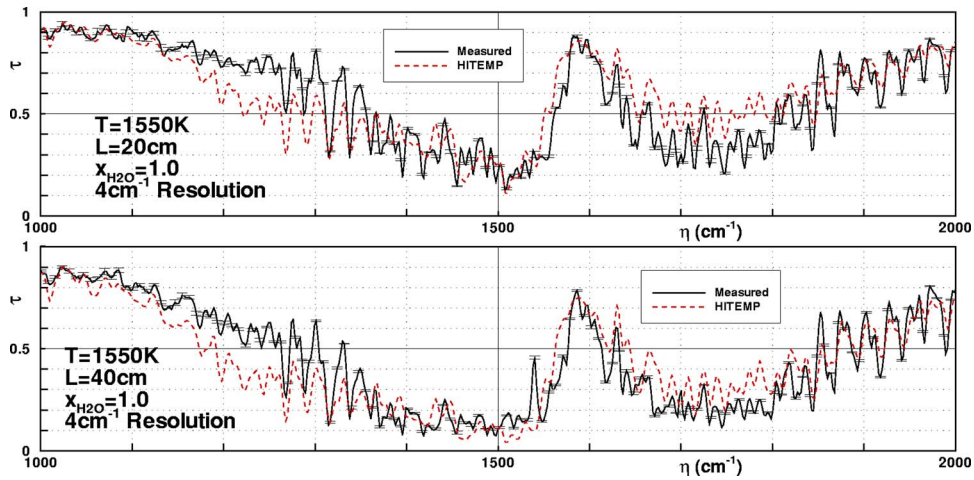 1
τ
0.5
0
Measured
HITEMP
T=1550K
L=20cm
xH2O=1.0
4cm-1 Resolution
1000
1500
η (cm-1)
2000
1
τ
0.5
0
Measured
HITEMP
T=1550K
L=40cm
xH2O=1.0
4cm-1 Resolution
1000
1500
η (cm-1)
2000